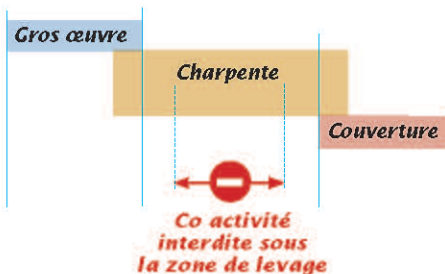 Gros œuvre
Charpente
Couverture
Co activité
interdite sous
la zone de levage